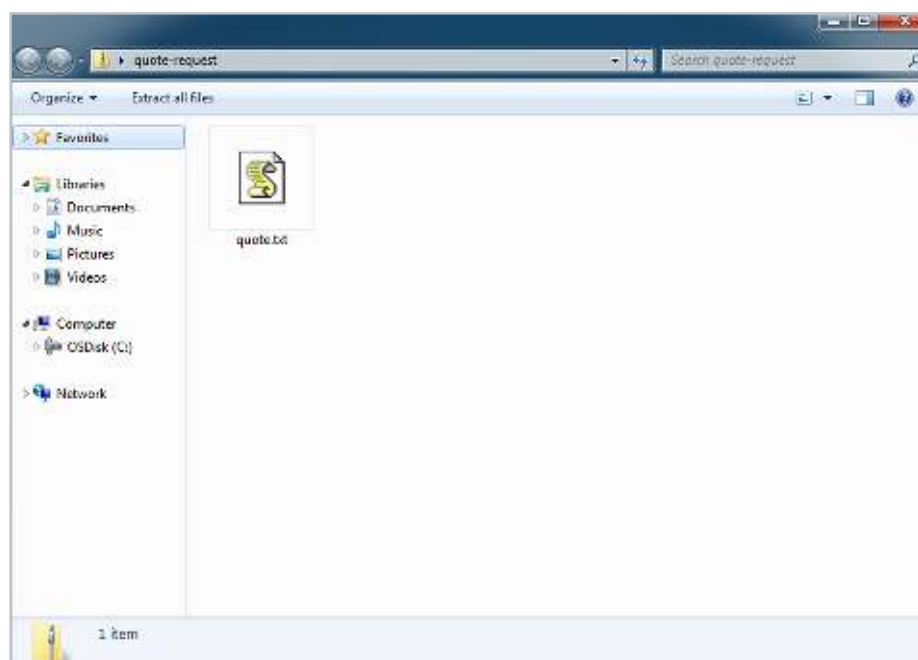 quote-request
Search quote-request
Organize
Extract all files
Favorites
Libraries
Documents
Music
Pictures
Videos
Computer
OSDisk (C:)
Network
quote.txt
1 item